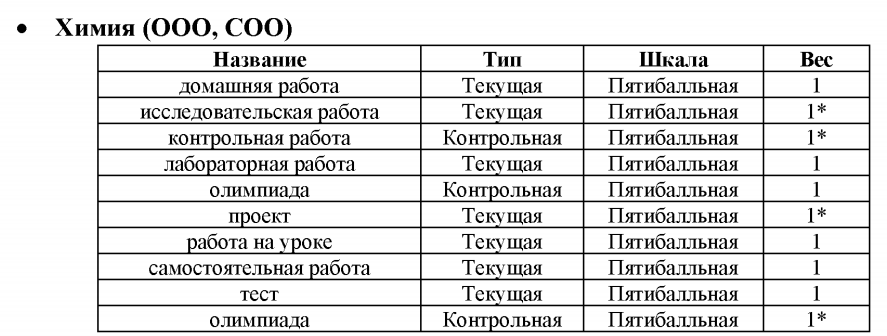 • Химия (ООО, СОО)
Название Тип Шкала Вес
домашняя работа Текущая Пятибалльная 1
исследовательская работа Текущая Пятибалльная 1*
контрольная работа Контрольная Пятибалльная 1*
лабораторная работа Текущая Пятибалльная 1
олимпиада Контрольная Пятибалльная 1
проект Текущая Пятибалльная 1*
работа на уроке Текущая Пятибалльная 1
самостоятельная работа Текущая Пятибалльная 1
тест Текущая Пятибалльная 1
олимпиада Контрольная Пятибалльная 1*